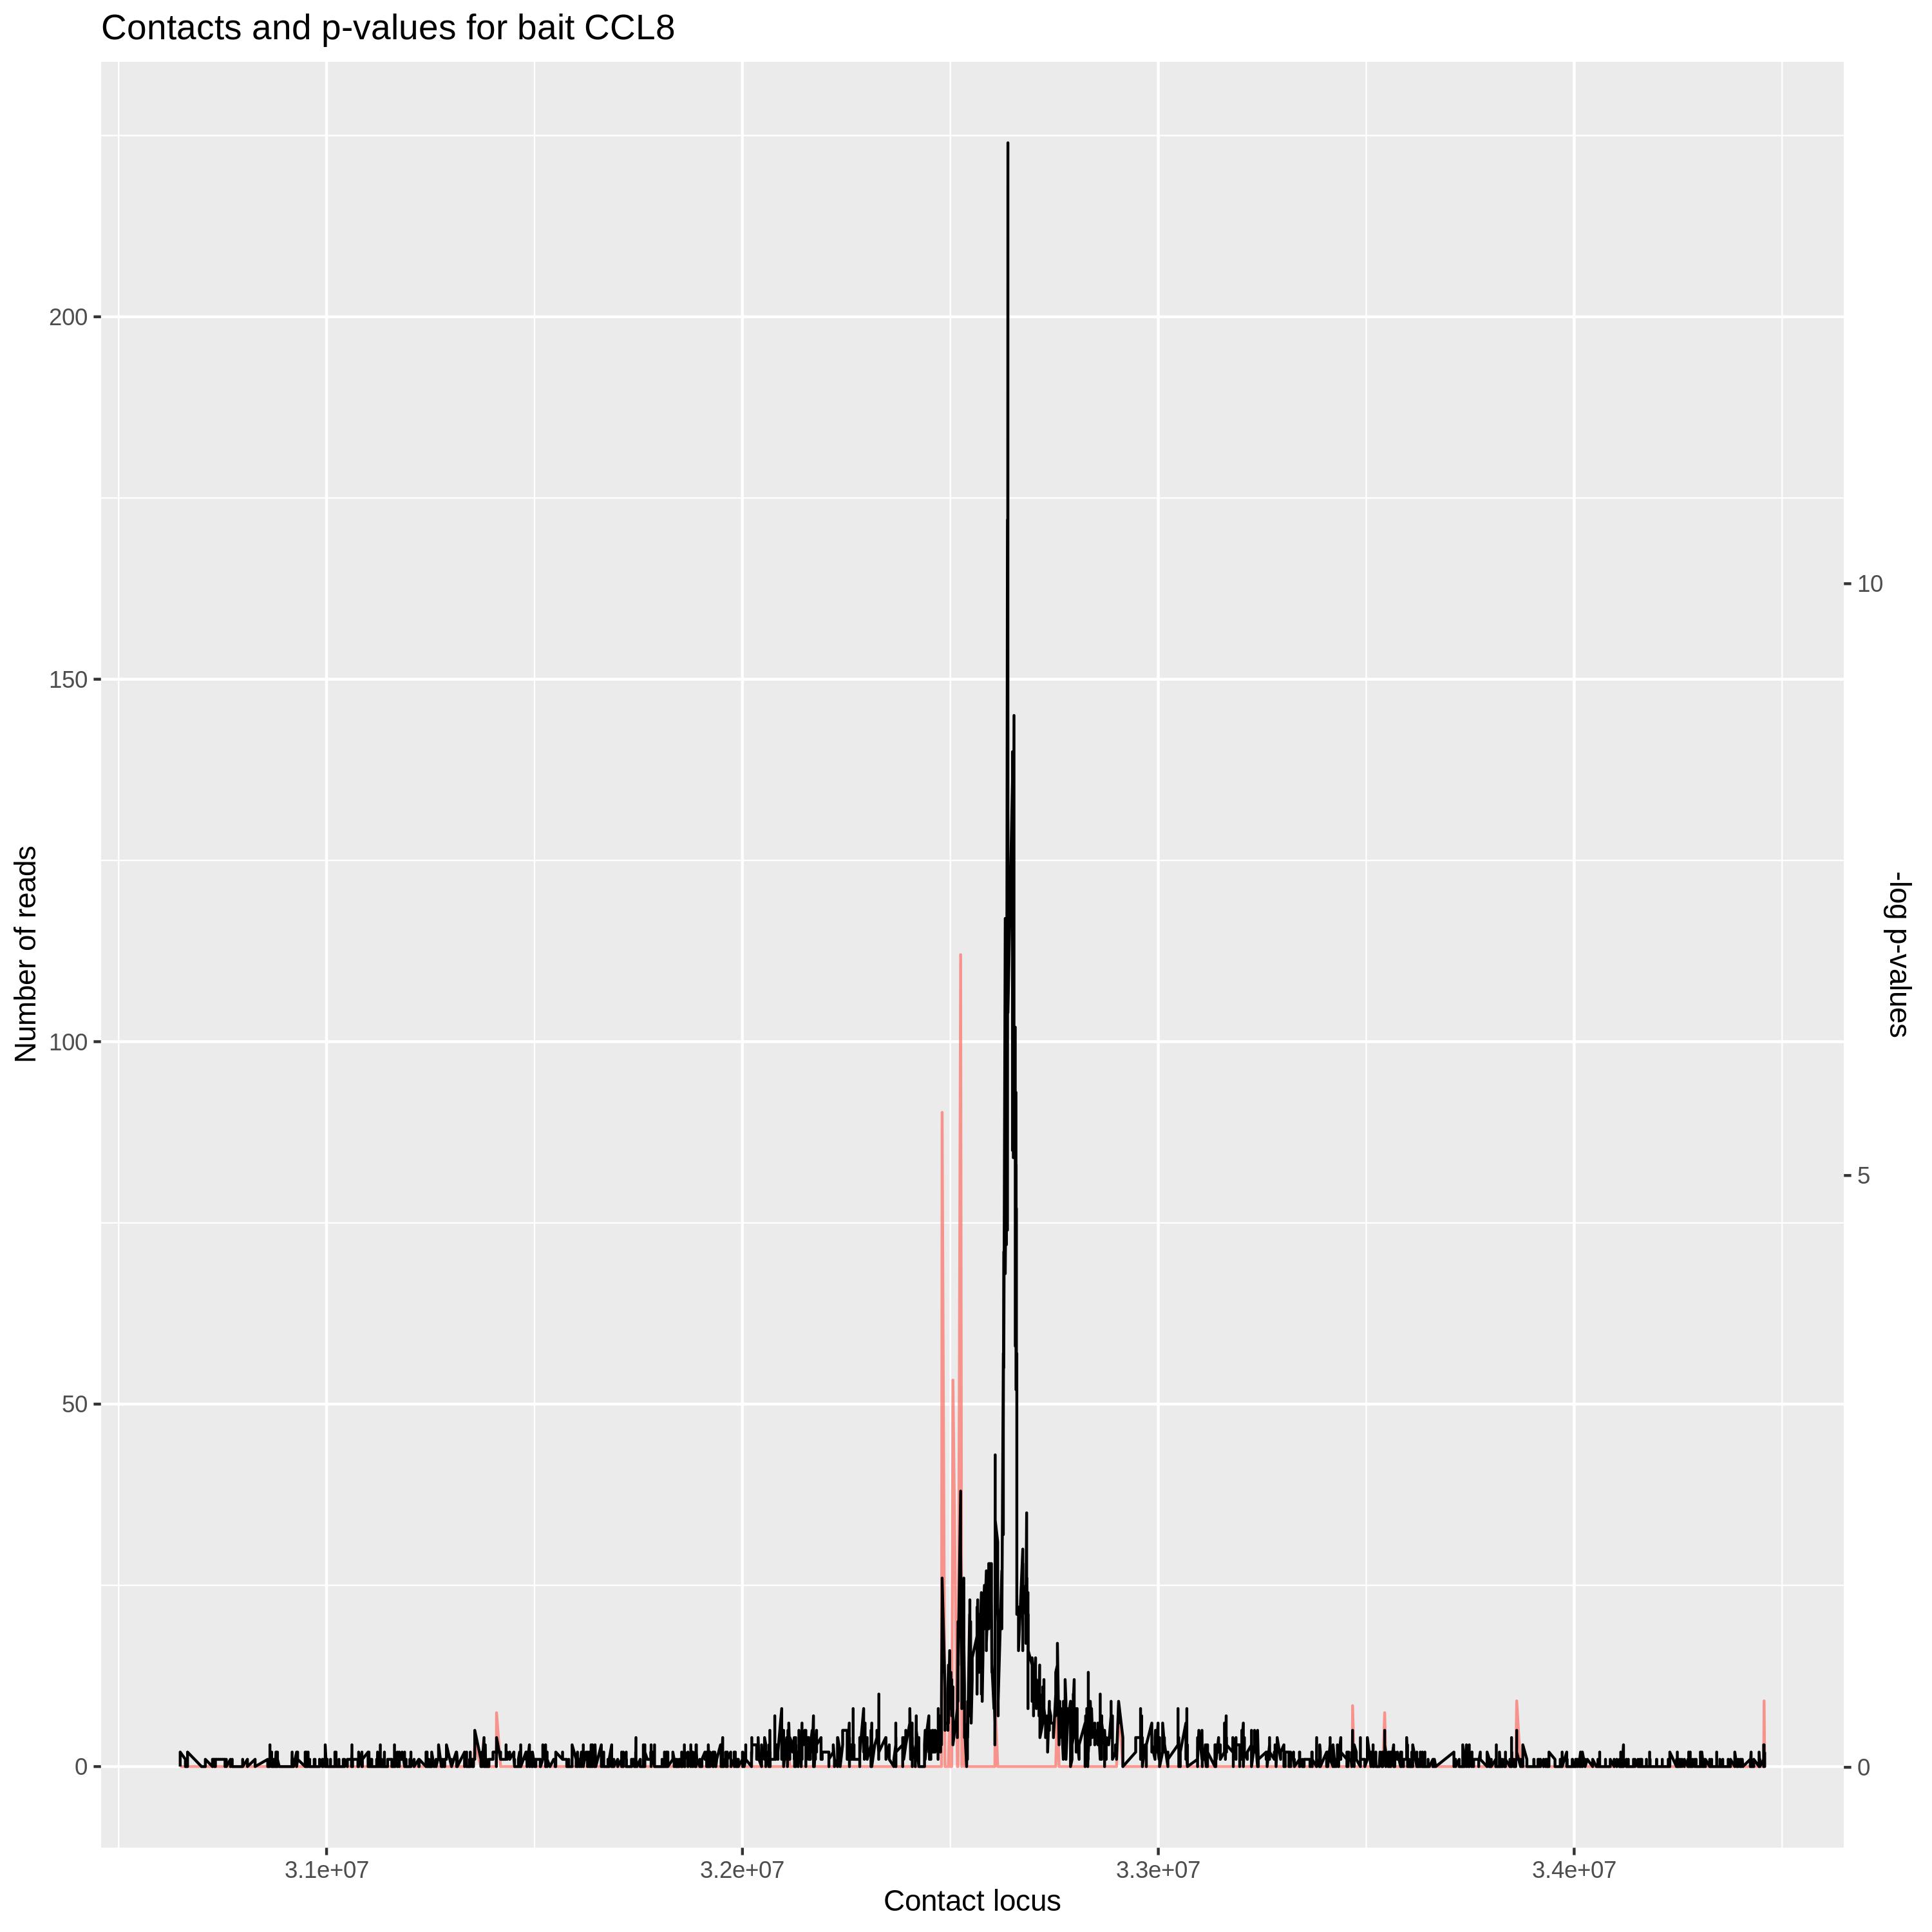 Contacts and p-values for bait CCL8
Number of reads
200
150
100
50
0
10
5
0
-log p-values
3.1e+07
3.2e+07
3.3e+07
3.4e+07
Contact locus